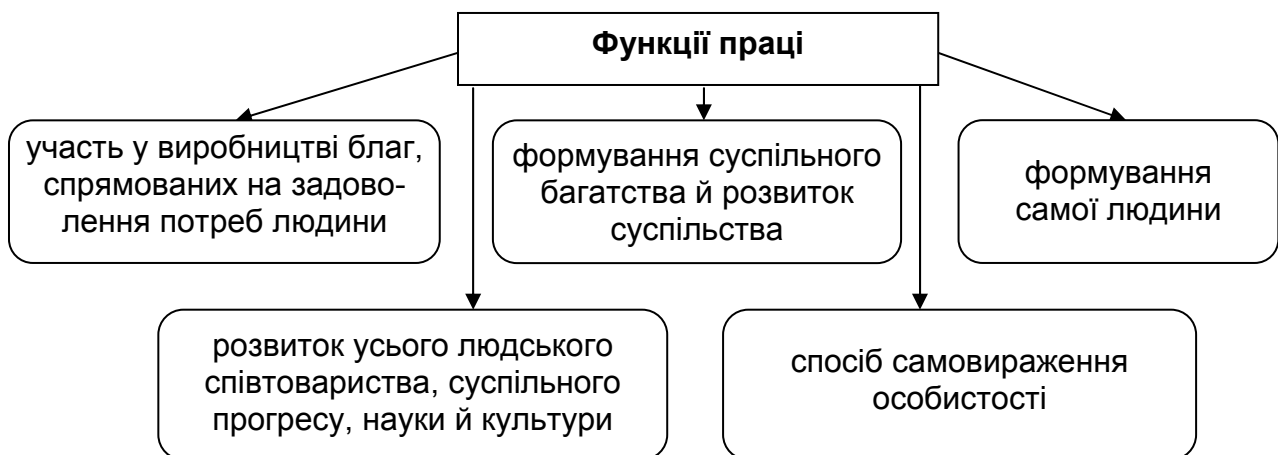 Функції праці
участь у виробництві благ,
спрямованих на задово-
лення потреб людини
формування суспільного
багатства й розвиток
суспільства
формування
самої людини
розвиток усього людського
співтовариства, суспільного
прогресу, науки й культури
спосіб самовираження
особистості